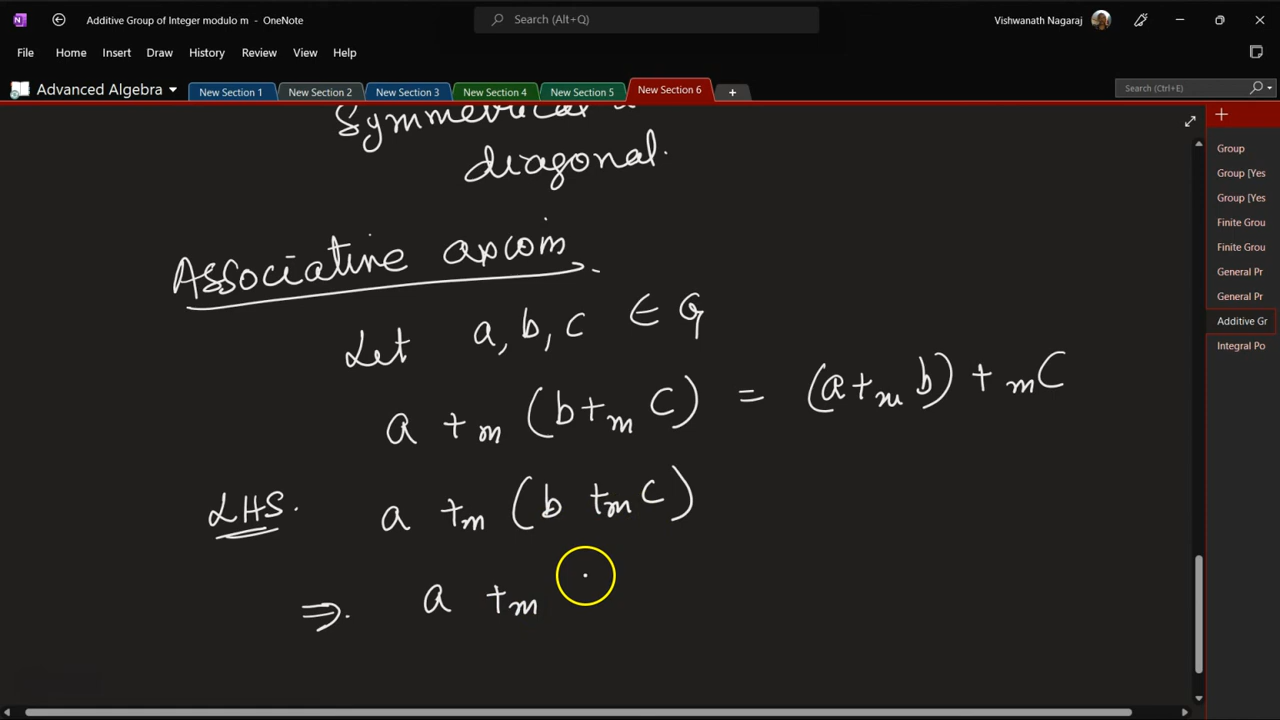 Additive Group of Integer modulo m - OneNote
Search (Alt+Q)
Vishwanath Nagaraj
File Home Insert Draw History Review View Help
Advanced Algebra
New Section 1 New Section 2 New Section 3 New Section 4 New Section 5 New Section 6 +
Search (Ctrl+E)
Group
Group [Yes
Group [Yes
Finite Grou
Finite Grou
General Pr
General Pr
Additive Gr
Integral Po
Symmetrical
diagonal.
Associative axiom
Let a, b, c ∈ G
a +m (b +m c) = (a +m b) + m c
LHS. a +m (b +m c)
⇒. a +m